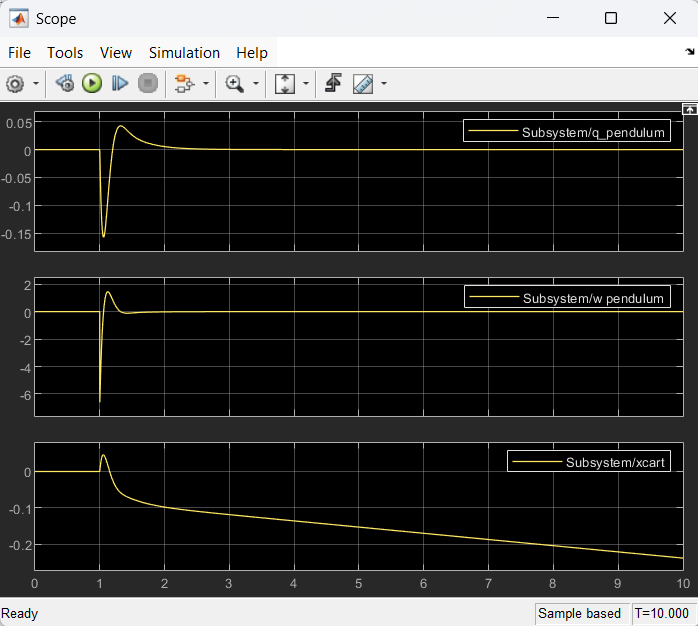 Scope
File Tools View Simulation Help
Subsystem/q_pendulum
0.05
0
-0.05
-0.1
-0.15
Subsystem/w pendulum
2
0
-2
-4
-6
Subsystem/xcart
0
-0.1
-0.2
0 1 2 3 4 5 6 7 8 9 10
Ready Sample based T=10.000